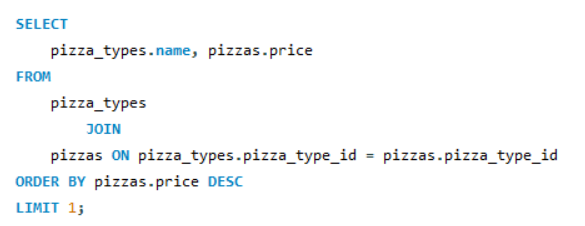 SELECT
    pizza_types.name, pizzas.price
FROM
    pizza_types
        JOIN
    pizzas ON pizza_types.pizza_type_id = pizzas.pizza_type_id
ORDER BY pizzas.price DESC
LIMIT 1;